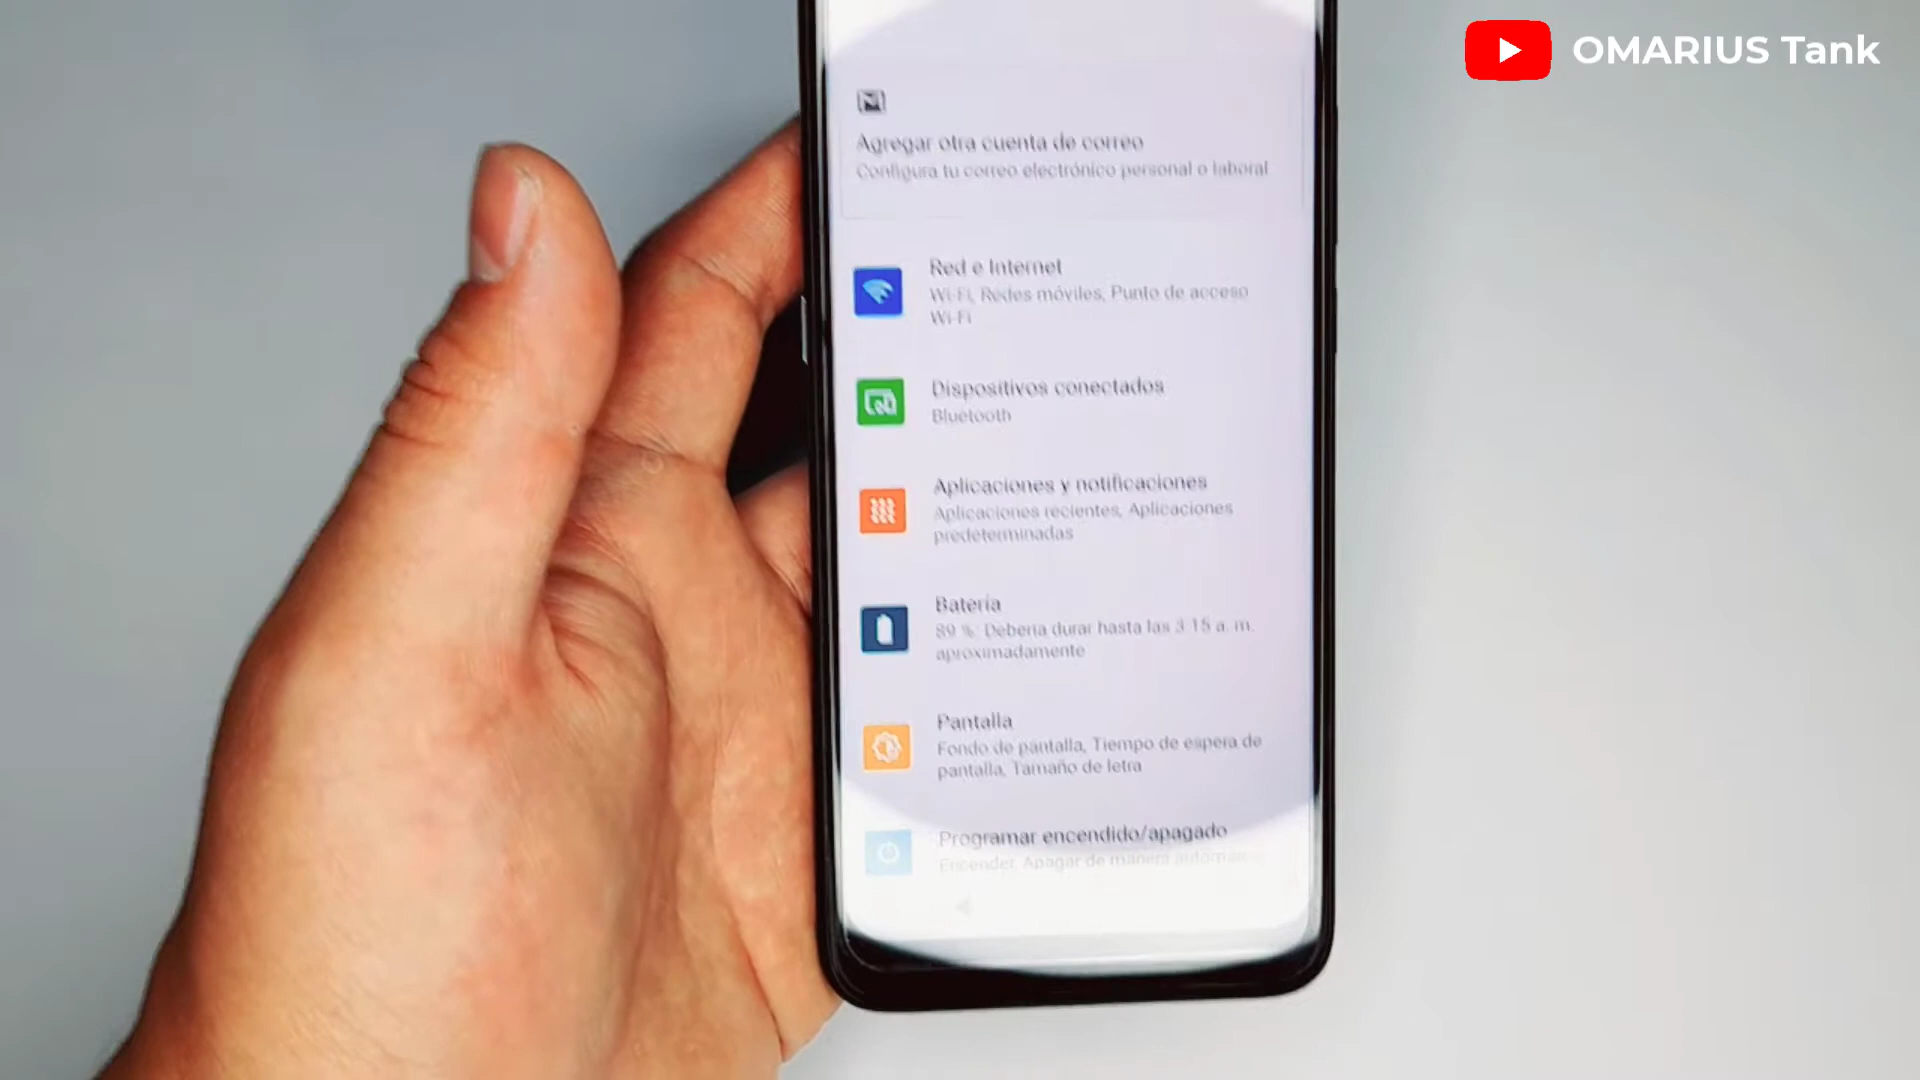 OMARIUS Tank
Agregar otra cuenta de correo
Configura tu correo electrónico personal o laboral
Red e Internet
Wi-Fi, Redes móviles, Punto de acceso
Wi-Fi
Dispositivos conectados
Bluetooth
Aplicaciones y notificaciones
Aplicaciones recientes, Aplicaciones
predeterminadas
Batería
89 %: Debería durar hasta las 3:15 a. m.
aproximadamente
Pantalla
Fondo de pantalla, Tiempo de espera de
pantalla, Tamaño de letra
Programar encendido/apagado
Encender, Apagar de manera